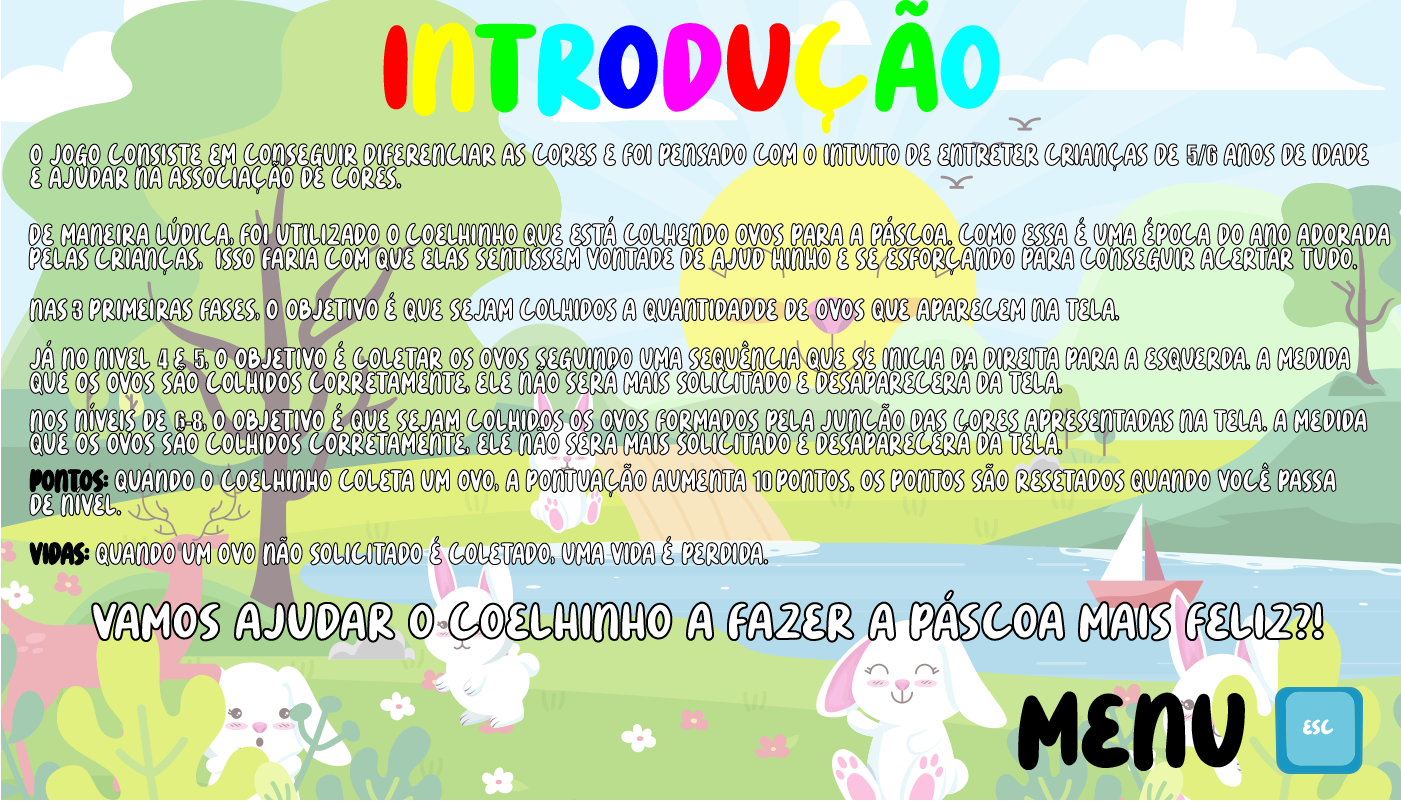 INTRODUÇÃO
O JOGO CONSISTE EM CONSEGUIR DIFERENCIAR AS CORES E FOI PENSADO COM O INTUITO DE ENTRETER CRIANÇAS DE 5/6 ANOS DE IDADE
E AJUDAR NA ASSOCIAÇÃO DE CORES.
DE MANEIRA LÚDICA, FOI UTILIZADO O COELHINHO QUE ESTÁ COLHENDO OVOS PARA A PÁSCOA. COMO ESSA É UMA ÉPOCA DO ANO ADORADA
PELAS CRIANÇAS, ISSO FARIA COM QUE ELAS SENTISSEM VONTADE DE AJUD HINHO E SE ESFORÇANDO PARA CONSEGUIR ACERTAR TUDO.
NAS 3 PRIMEIRAS FASES, O OBJETIVO É QUE SEJAM COLHIDOS A QUANTIDADDE DE OVOS QUE APARECEM NA TELA.
JÁ NO NIVEL 4 E 5, O OBJETIVO É COLETAR OS OVOS SEGUINDO UMA SEQUÊNCIA QUE SE INICIA DA DIREITA PARA A ESQUERDA. A MEDIDA
QUE OS OVOS SÃO COLHIDOS CORRETAMENTE, ELE NÃO SERÁ MAIS SOLICITADO E DESAPARECERÁ DA TELA.
NOS NÍVEIS DE 6-8, O OBJETIVO É QUE SEJAM COLHIDOS OS OVOS FORMADOS PELA JUNÇÃO DAS CORES APRESENTADAS NA TELA. A MEDIDA
QUE OS OVOS SÃO COLHIDOS CORRETAMENTE, ELE NÃO SERÁ MAIS SOLICITADO E DESAPARECERÁ DA TELA.
PONTOS: QUANDO O COELHINHO COLETA UM OVO, A PONTUAÇÃO AUMENTA 10 PONTOS. OS PONTOS SÃO RESETADOS QUANDO VOCÊ PASSA
DE NÍVEL.
VIDAS: QUANDO UM OVO NÃO SOLICITADO É COLETADO, UMA VIDA É PERDIDA.
VAMOS AJUDAR O COELHINHO A FAZER A PÁSCOA MAIS FELIZ?!
MENU ESC